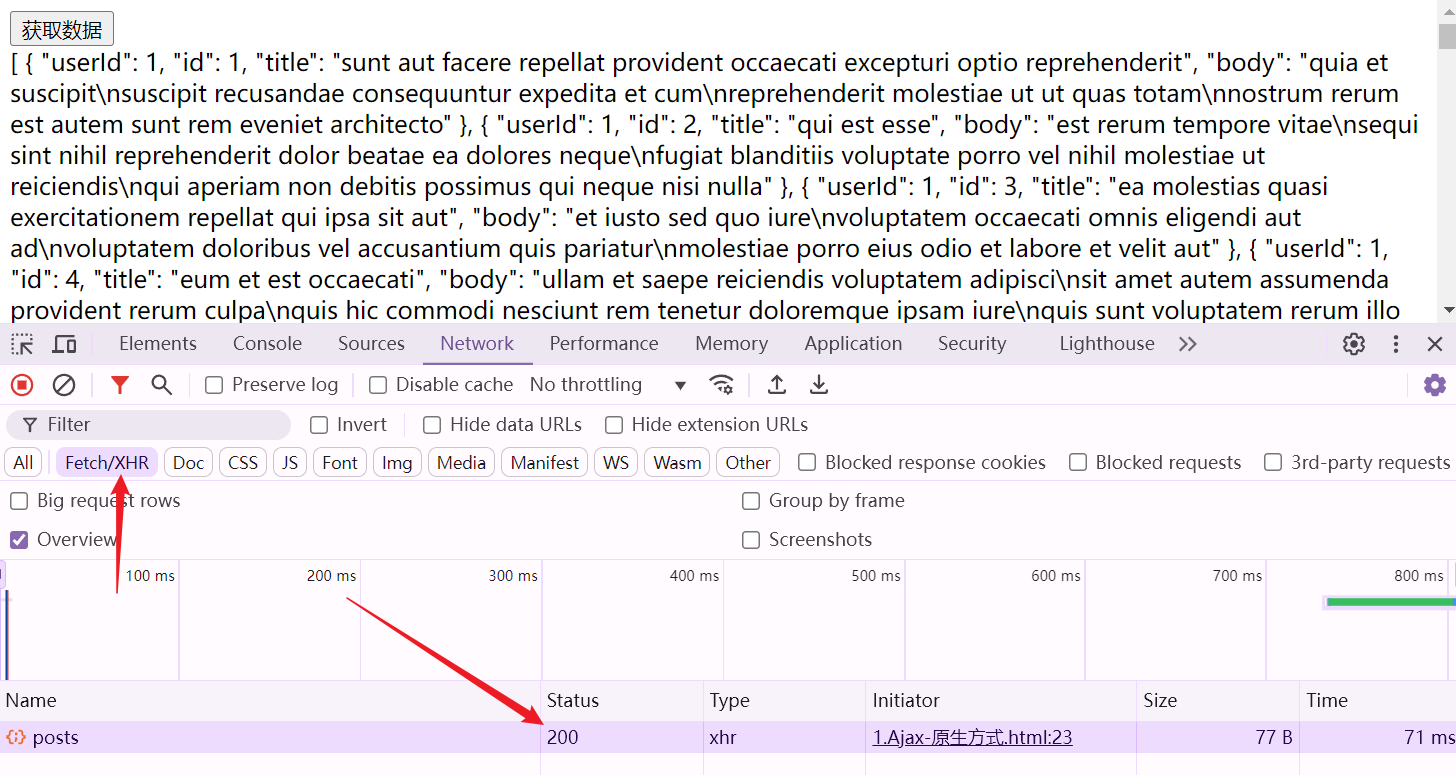 获取数据
[ { "userId": 1, "id": 1, "title": "sunt aut facere repellat provident occaecati excepturi optio reprehenderit", "body": "quia et
suscipit\nsuscipit recusandae consequuntur expedita et cum\nreprehenderit molestiae ut ut quas totam\nnostrum rerum
est autem sunt rem eveniet architecto" }, { "userId": 1, "id": 2, "title": "qui est esse", "body": "est rerum tempore vitae\nsequi
sint nihil reprehenderit dolor beatae ea dolores neque\nfugiat blanditiis voluptate porro vel nihil molestiae ut
reiciendis\nqui aperiam non debitis possimus qui neque nisi nulla" }, { "userId": 1, "id": 3, "title": "ea molestias quasi
exercitationem repellat qui ipsa sit aut", "body": "et iusto sed quo iure\nvoluptatem occaecati omnis eligendi aut
ad\nvoluptatem doloribus vel accusantium quis pariatur\nmolestiae porro eius odio et labore et velit aut" }, { "userId": 1,
"id": 4, "title": "eum et est occaecati", "body": "ullam et saepe reiciendis voluptatem adipisci\nsit amet autem assumenda
provident rerum culpa\nquis hic commodi nesciunt rem tenetur doloremque ipsam iure\nquis sunt voluptatem rerum illo
Elements Console Sources Network Performance Memory Application Security Lighthouse
Preserve log Disable cache No throttling
Filter Invert Hide data URLs Hide extension URLs
All Fetch/XHR Doc CSS JS Font Img Media Manifest WS Wasm Other Blocked response cookies Blocked requests 3rd-party requests
Big request rows Group by frame
Overview Screenshots
100 ms 200 ms 300 ms 400 ms 500 ms 600 ms 700 ms 800 ms
Name Status Type Initiator Size Time
posts 200 xhr 1.Ajax-原生方式.html:23 77 B 71 ms